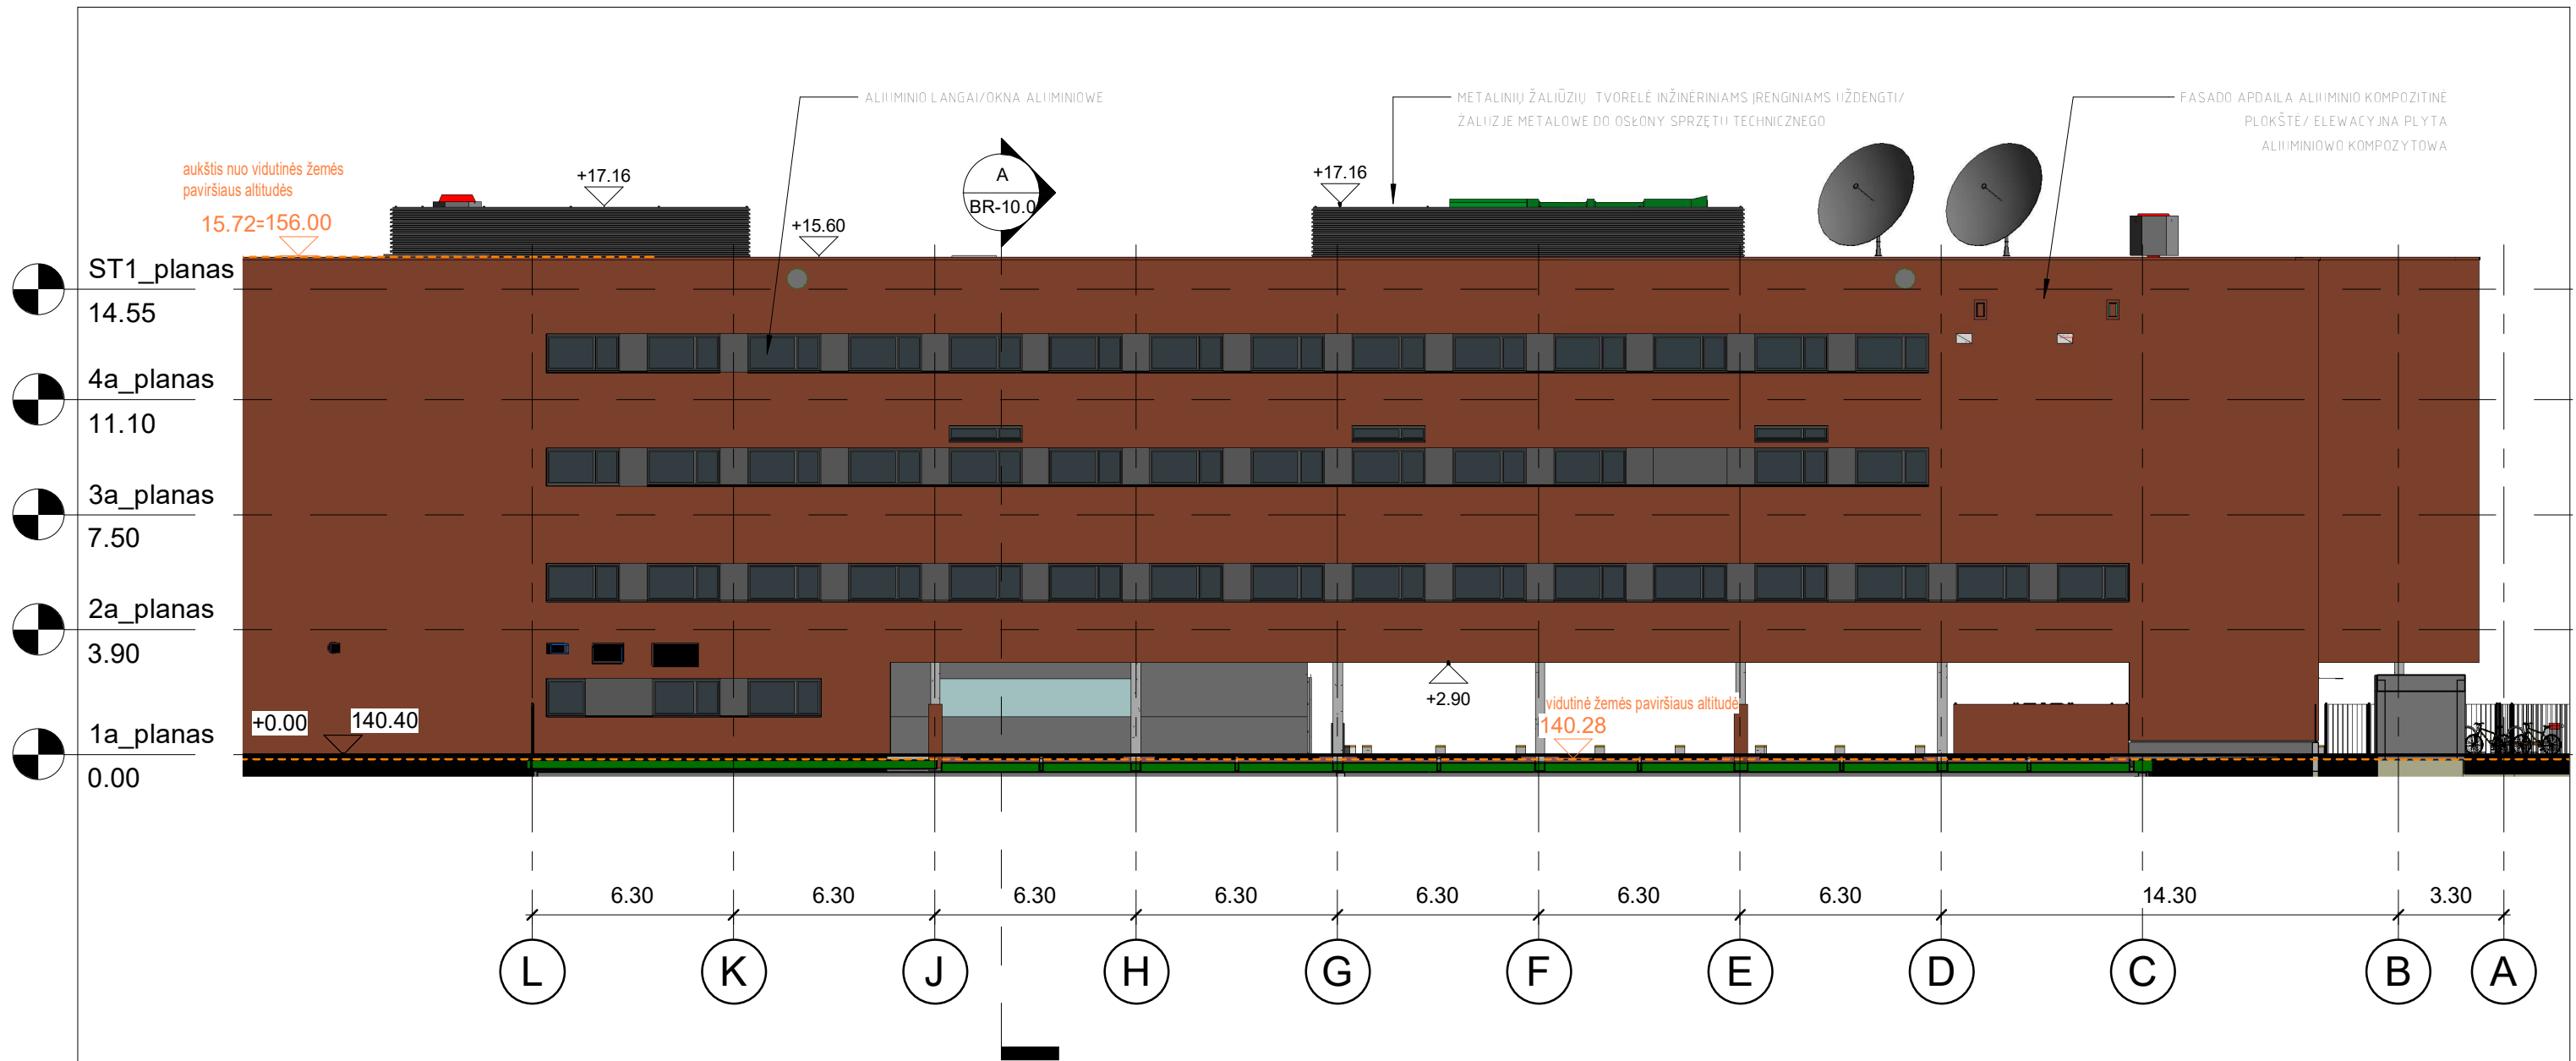 ALIUMINIO LANGAI/OKNA ALUMINIOWE
METALINIŲ ŽALIŪZIŲ TVORELĖ INŽINĖRINIAMS ĮRENGINIAMS UŽDENGTI/
ŻALUZJE METALOWE DO OSŁONY SPRZĘTU TECHNICZNEGO
FASADO APDAILA ALIUMINIO KOMPOZITINĖ
PLOKŠTĖ/ ELEWACYJNA PLYTA
ALIUMINIOWO KOMPOZYTOWA
aukštis nuo vidutinės žemės
paviršiaus altitudės
15.72=156.00
+17.16
+15.60
A
BR-10.0
+17.16
ST1_planas
14.55
4a_planas
11.10
3a_planas
7.50
2a_planas
3.90
+2.90
vidutinė žemės paviršiaus altitudė
140.28
+0.00
140.40
1a_planas
0.00
6.30
6.30
6.30
6.30
6.30
6.30
6.30
14.30
3.30
L
K
J
H
G
F
E
D
C
B
A